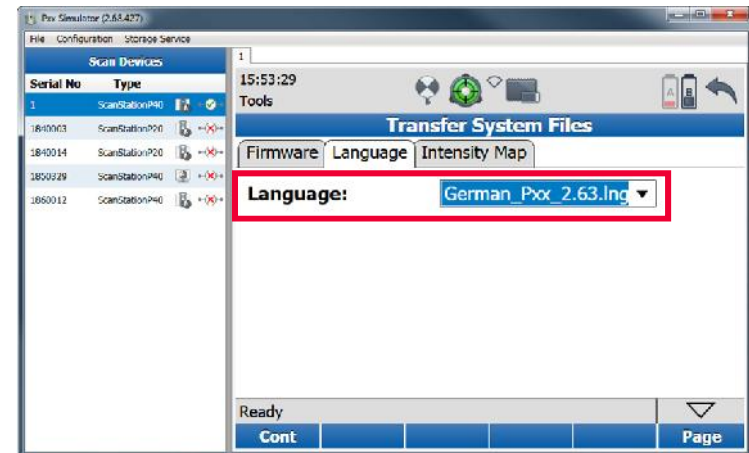 Pxx Simulator (2.63.427)
File Configuration Storage Service
Scan Devices
Serial No Type
1 ScanStationP40
1840003 ScanStationP20
1840014 ScanStationP20
1850329 ScanStationP40
1860012 ScanStationP40
1
15:53:29
Tools
A B
Transfer System Files
Firmware Language Intensity Map
Language: German_Pxx_2.63.lng
Ready
Cont Page